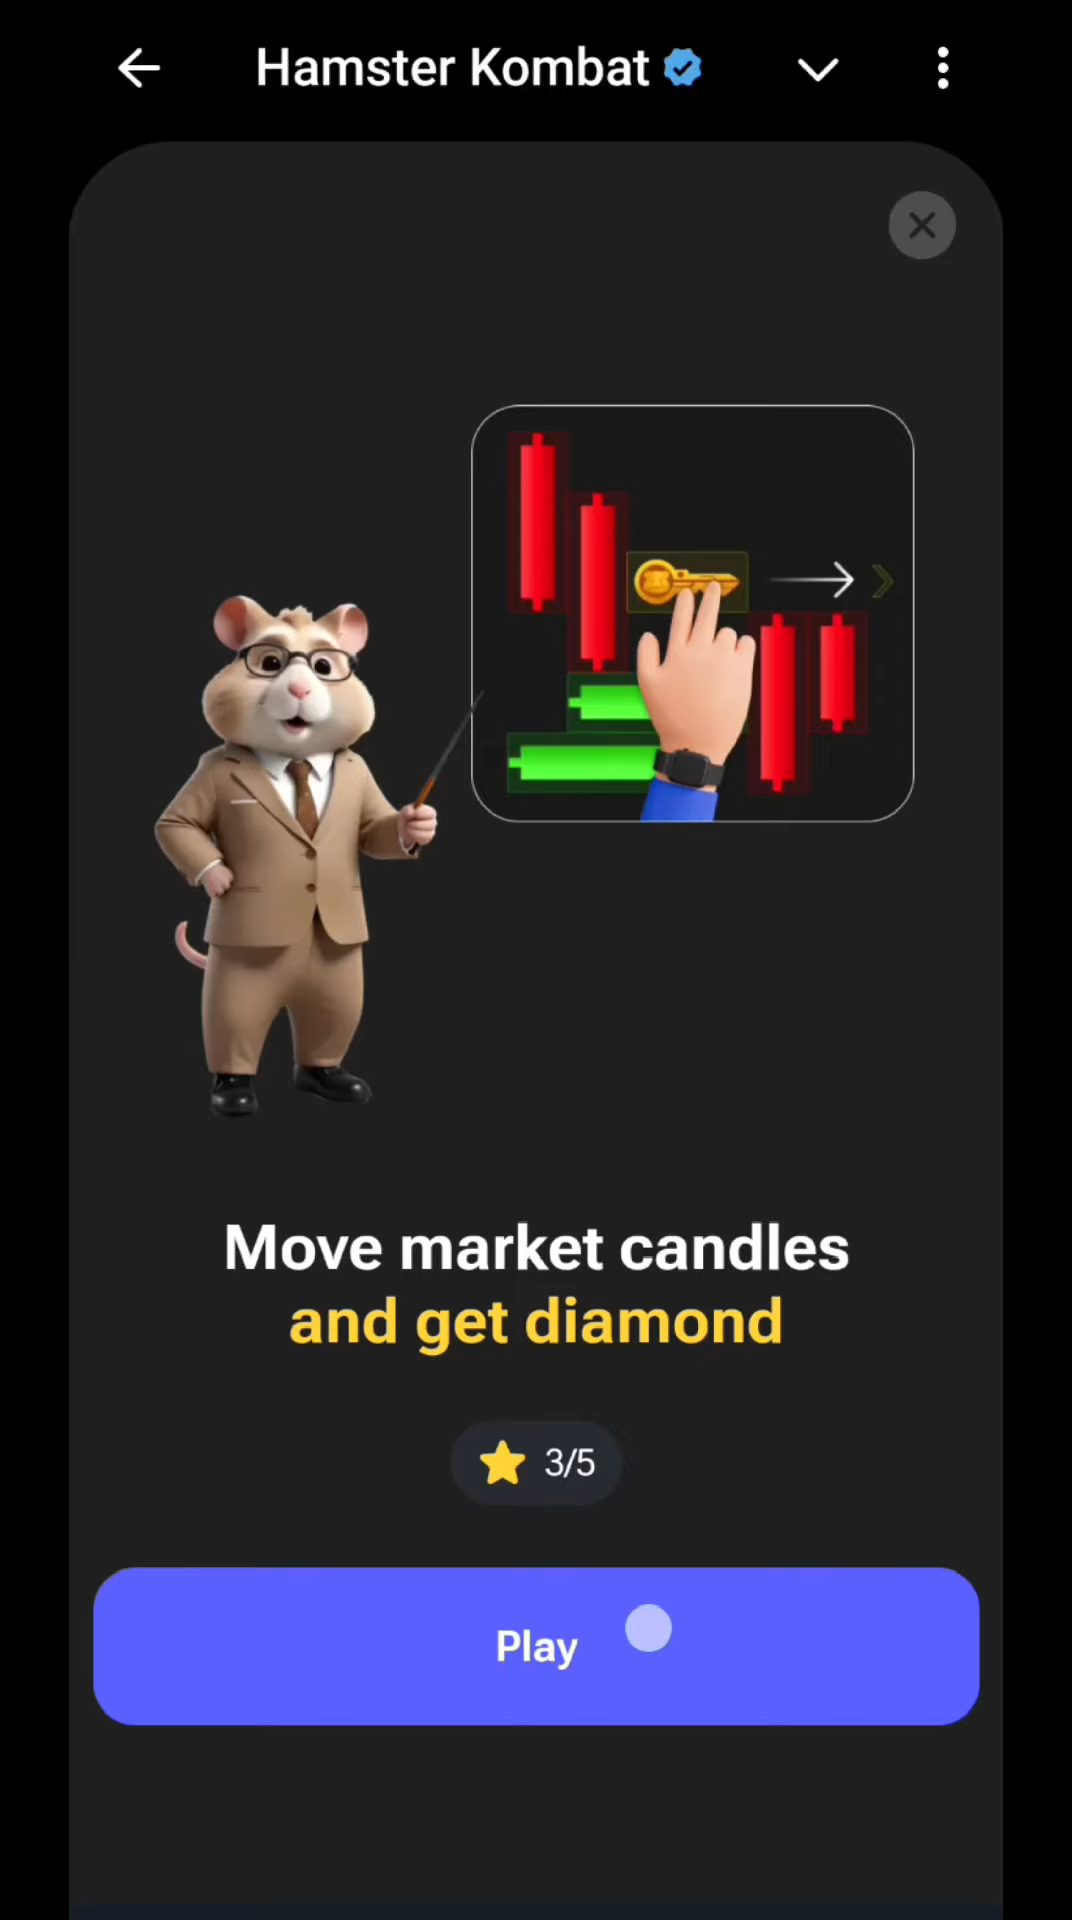 Hamster Kombat
Move market candles
and get diamond
3/5
Play